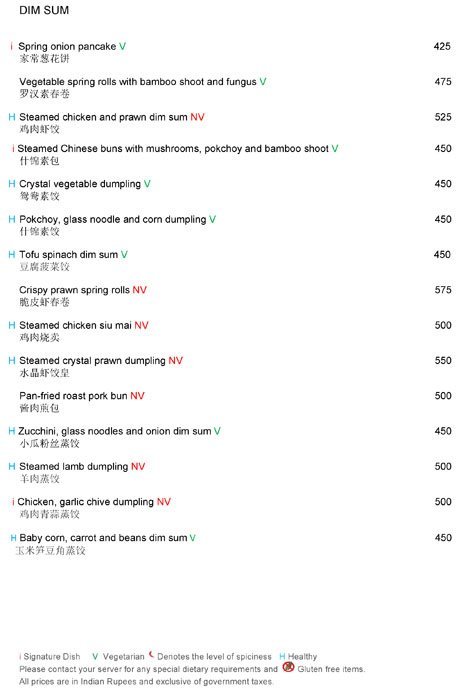 DIM SUM
i Spring onion pancake V 425
家常葱花饼
Vegetable spring rolls with bamboo shoot and fungus V 475
罗汉素春卷
H Steamed chicken and prawn dim sum NV 525
鸡肉虾饺
i Steamed Chinese buns with mushrooms, pokchoy and bamboo shoot V 450
什锦素包
H Crystal vegetable dumpling V 450
鸳鸯素饺
H Pokchoy, glass noodle and corn dumpling V 450
什锦素饺
H Tofu spinach dim sum V 450
豆腐菠菜饺
Crispy prawn spring rolls NV 575
脆皮虾春卷
H Steamed chicken siu mai NV 500
鸡肉烧卖
H Steamed crystal prawn dumpling NV 550
水晶虾饺皇
Pan-fried roast pork bun NV 500
酱肉煎包
H Zucchini, glass noodles and onion dim sum V 450
小瓜粉丝蒸饺
H Steamed lamb dumpling NV 500
羊肉蒸饺
i Chicken, garlic chive dumpling NV 500
鸡肉青蒜蒸饺
H Baby corn, carrot and beans dim sum V 450
玉米笋豆角蒸饺
i Signature Dish V Vegetarian Denotes the level of spiciness H Healthy
Please contact your server for any special dietary requirements and Gluten free items.
All prices are in Indian Rupees and exclusive of government taxes.